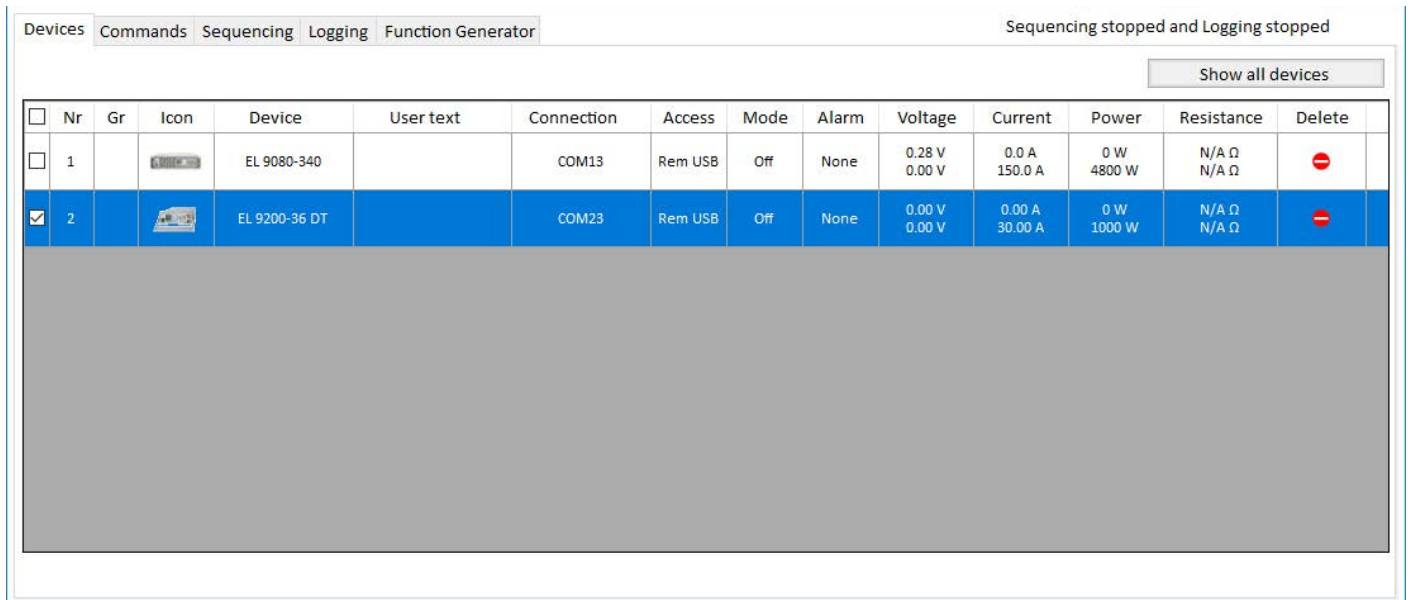 Devices Commands Sequencing Logging Function Generator Sequencing stopped and Logging stopped
Show all devices
Nr Gr Icon Device User text Connection Access Mode Alarm Voltage Current Power Resistance Delete
1 EL 9080-340 COM13 Rem USB Off None 0.28 V 0.0 A 0 W N/A Ω
0.00 V 150.0 A 4800 W N/A Ω
2 EL 9200-36 DT COM23 Rem USB Off None 0.00 V 0.00 A 0 W N/A Ω
0.00 V 30.00 A 1000 W N/A Ω